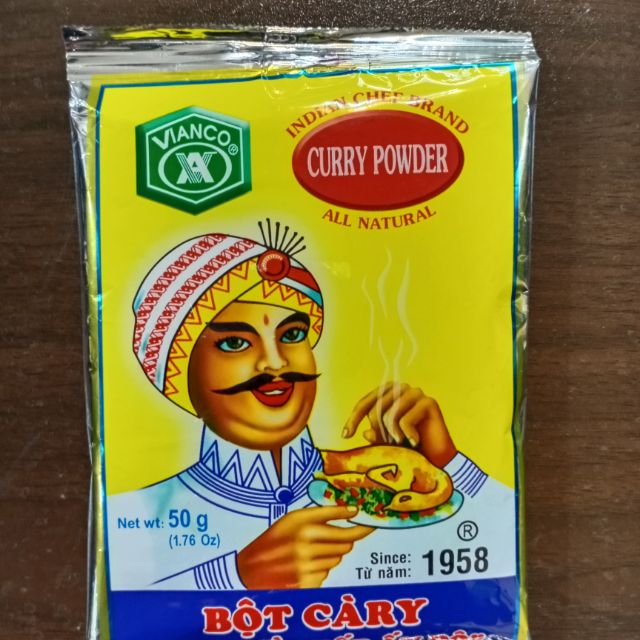 VIANCO®
INDIAN CHEF BRAND
CURRY POWDER
ALL NATURAL
Net wt: 50 g
(1.76 Oz)
®
Since:
Từ năm: 1958
BỘT CÀRY